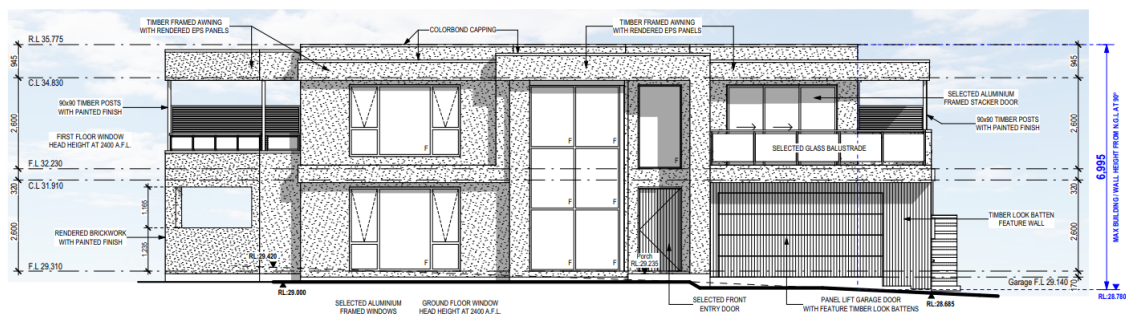 R.L 35.775
945
C.L 34.830
2,600
F.L 32.230
320
C.L 31.910
2,600
F.L 29.310
90x90 TIMBER POSTS
WITH PAINTED FINISH
FIRST FLOOR WINDOW
HEAD HEIGHT AT 2400 A.F.L.
RENDERED BRICKWORK
WITH PAINTED FINISH
1,165
1,235
RL:29.420
RL:29.000
TIMBER FRAMED AWNING
WITH RENDERED EPS PANELS
COLORBOND CAPPING
TIMBER FRAMED AWNING
WITH RENDERED EPS PANELS
F
F
F
F
F
F
F
F
F
SELECTED ALUMINIUM
FRAMED WINDOWS
GROUND FLOOR WINDOW
HEAD HEIGHT AT 2400 A.F.L.
Porch
RL:29.235
SELECTED FRONT
ENTRY DOOR
PANEL LIFT GARAGE DOOR
WITH FEATURE TIMBER LOOK BATTENS
SELECTED GLASS BALUSTRADE
SELECTED ALUMINIUM
FRAMED STACKER DOOR
90x90 TIMBER POSTS
WITH PAINTED FINISH
TIMBER LOOK BATTEN
FEATURE WALL
Garage F.L 29.140
RL:28.685
945
2,600
320
2,600
170
6,995
MAX BUILDING / WALL HEIGHT FROM N.G.L AT 90°
RL:28.780